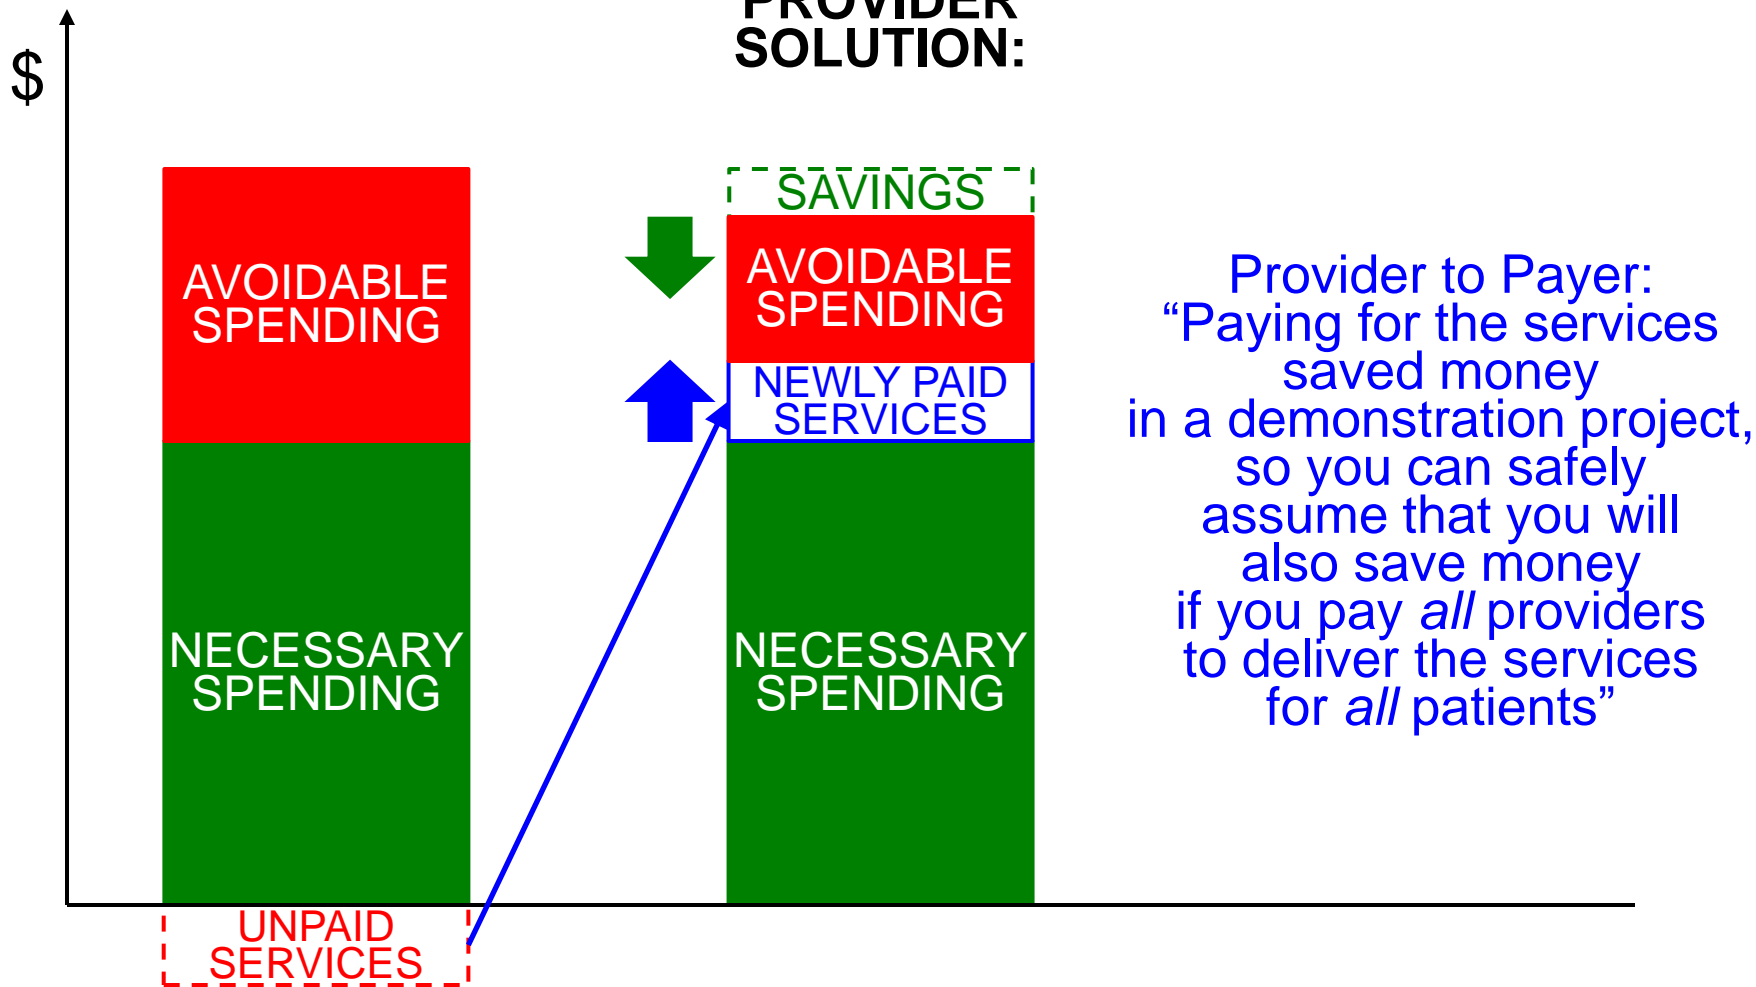 PROVIDER
SOLUTION:
$
AVOIDABLE
SPENDING
NECESSARY
SPENDING
UNPAID
SERVICES
SAVINGS
AVOIDABLE
SPENDING
NEWLY PAID
SERVICES
NECESSARY
SPENDING
Provider to Payer:
“Paying for the services
saved money
in a demonstration project,
so you can safely
assume that you will
also save money
if you pay all providers
to deliver the services
for all patients”